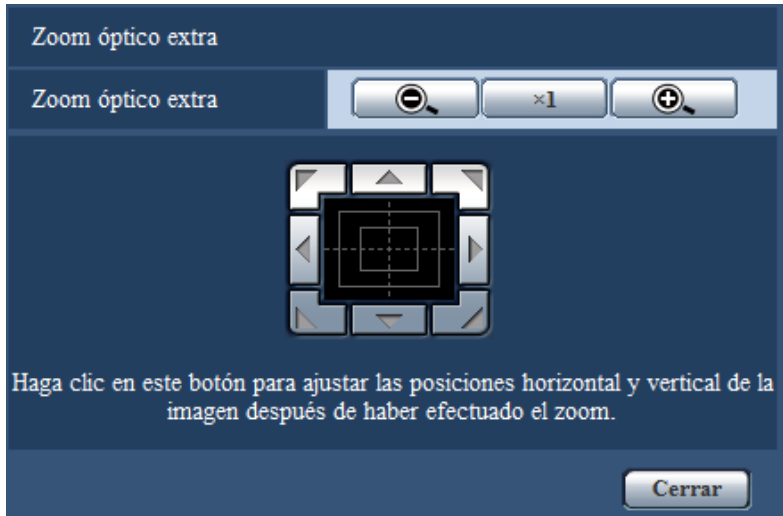 Zoom óptico extra
Zoom óptico extra
×1
Haga clic en este botón para ajustar las posiciones horizontal y vertical de la
imagen después de haber efectuado el zoom.
Cerrar